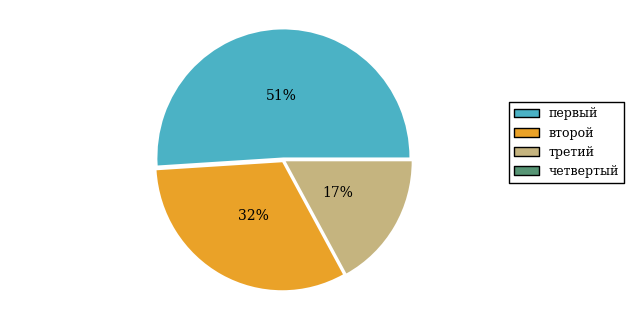 51%
17%
32%
первый
второй
третий
четвертый